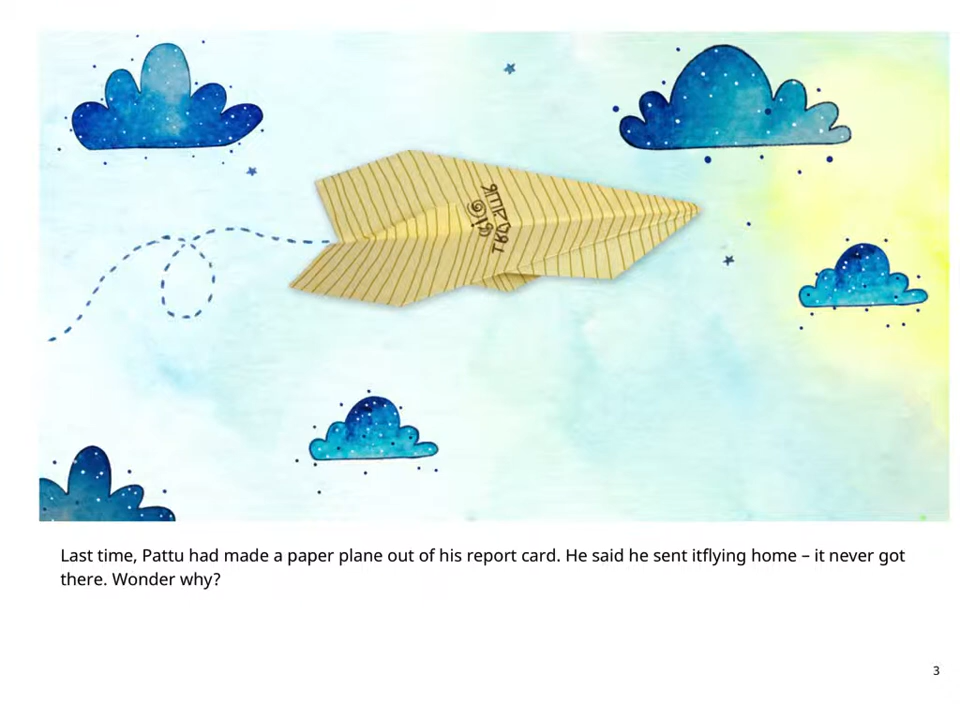 Last time, Pattu had made a paper plane out of his report card. He said he sent itflying home – it never got
there. Wonder why?
3